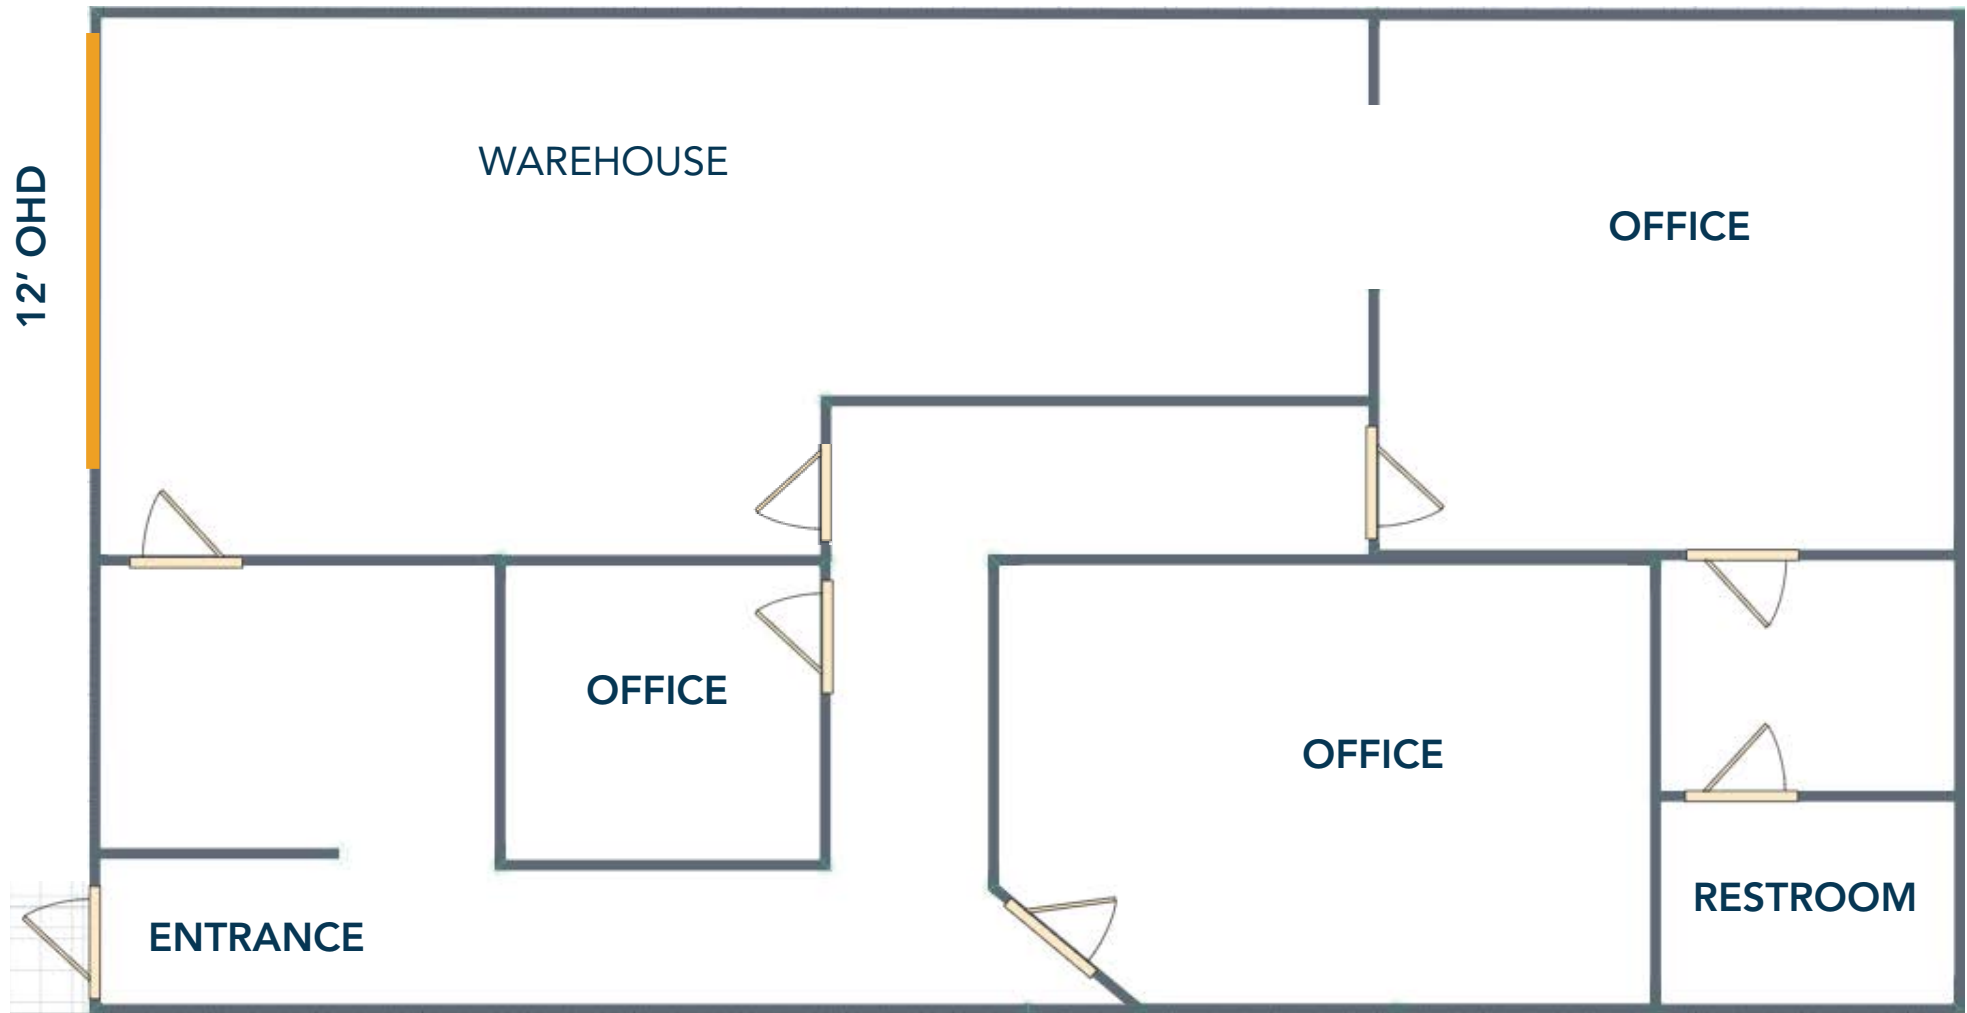 WAREHOUSE
12’ OHD
OFFICE
OFFICE
OFFICE
RESTROOM
ENTRANCE